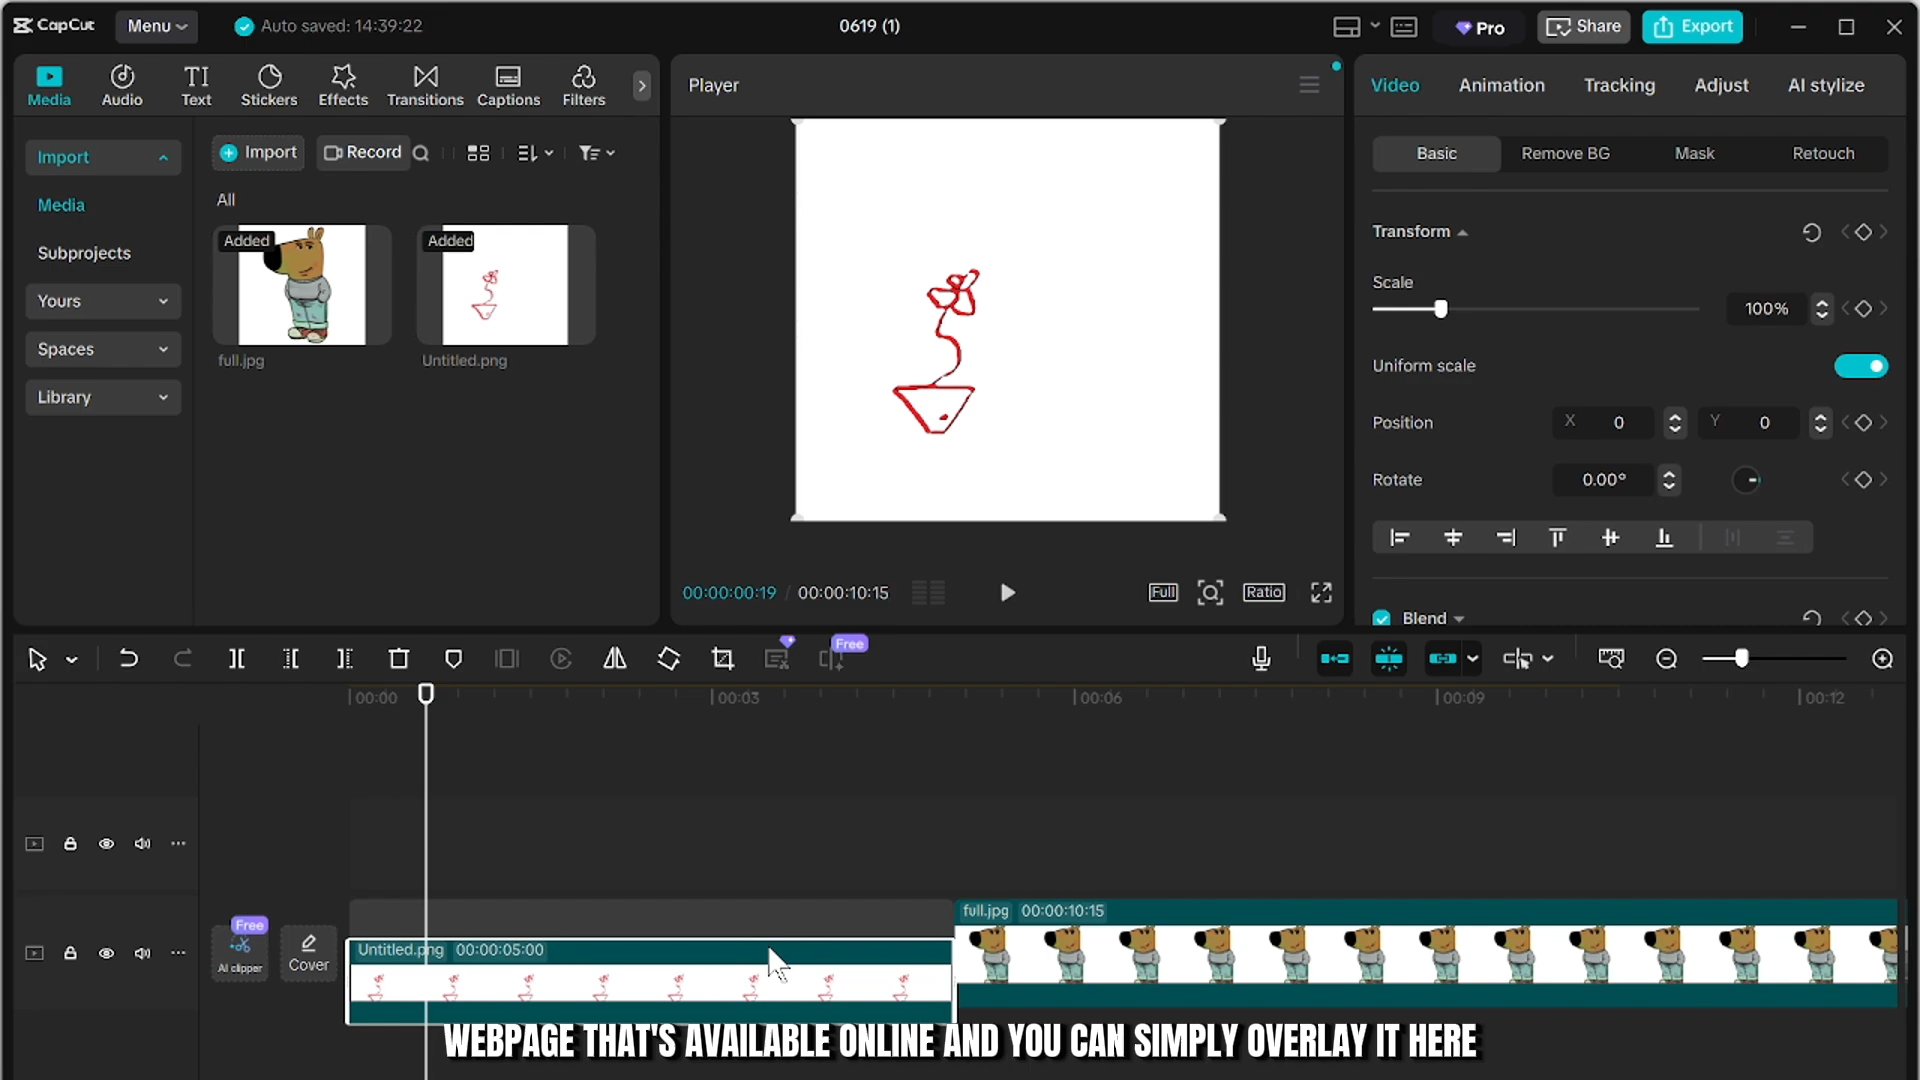 CapCut
Menu
Auto saved: 14:39:22
0619 (1)
Pro
Share
Export
Media
Audio
Text
Stickers
Effects
Transitions
Captions
Filters
Player
Video
Animation
Tracking
Adjust
AI stylize
Import
Media
Subprojects
Yours
Spaces
Library
Import
Record
All
Added
full.jpg
Added
Untitled.png
Basic
Remove BG
Mask
Retouch
Transform
Scale
100%
Uniform scale
Position
X 0
Y 0
Rotate
0.00°
Blend
00:00:00:19 / 00:00:10:15
Full
Ratio
Free
00:00
00:03
00:06
00:09
00:12
Free
AI clipper
Cover
Untitled.png 00:00:05:00
full.jpg 00:00:10:15
WEBPAGE THAT'S AVAILABLE ONLINE AND YOU CAN SIMPLY OVERLAY IT HERE